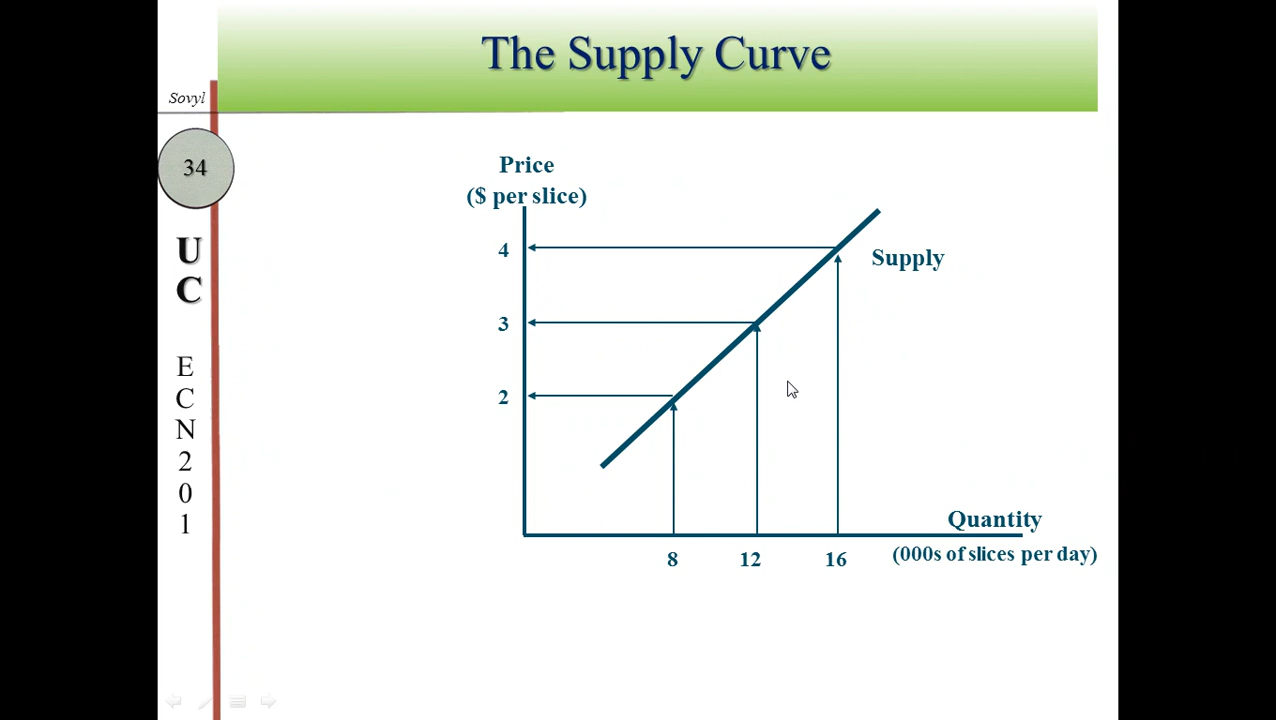 The Supply Curve
Sovyl
34
U
C
E
C
N
2
0
1
Price
($ per slice)
4
3
2
Supply
Quantity
(000s of slices per day)
8 12 16